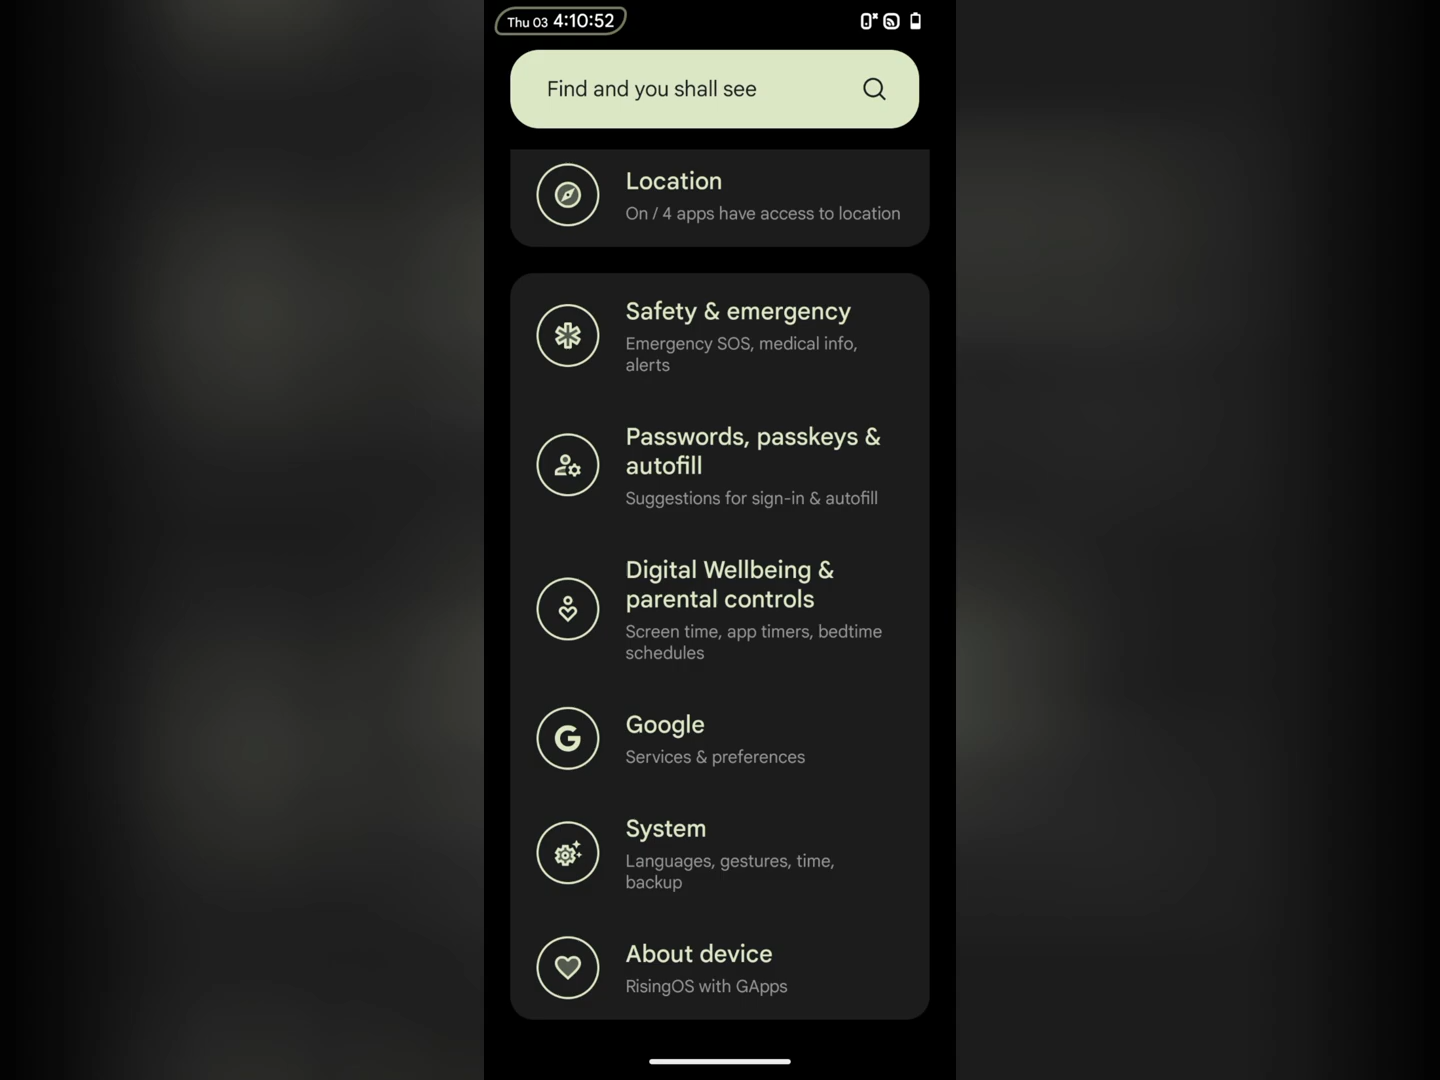 Thu 03 4:10:52
Find and you shall see
Location
On / 4 apps have access to location
Safety & emergency
Emergency SOS, medical info,
alerts
Passwords, passkeys &
autofill
Suggestions for sign-in & autofill
Digital Wellbeing &
parental controls
Screen time, app timers, bedtime
schedules
Google
Services & preferences
System
Languages, gestures, time,
backup
About device
RisingOS with GApps